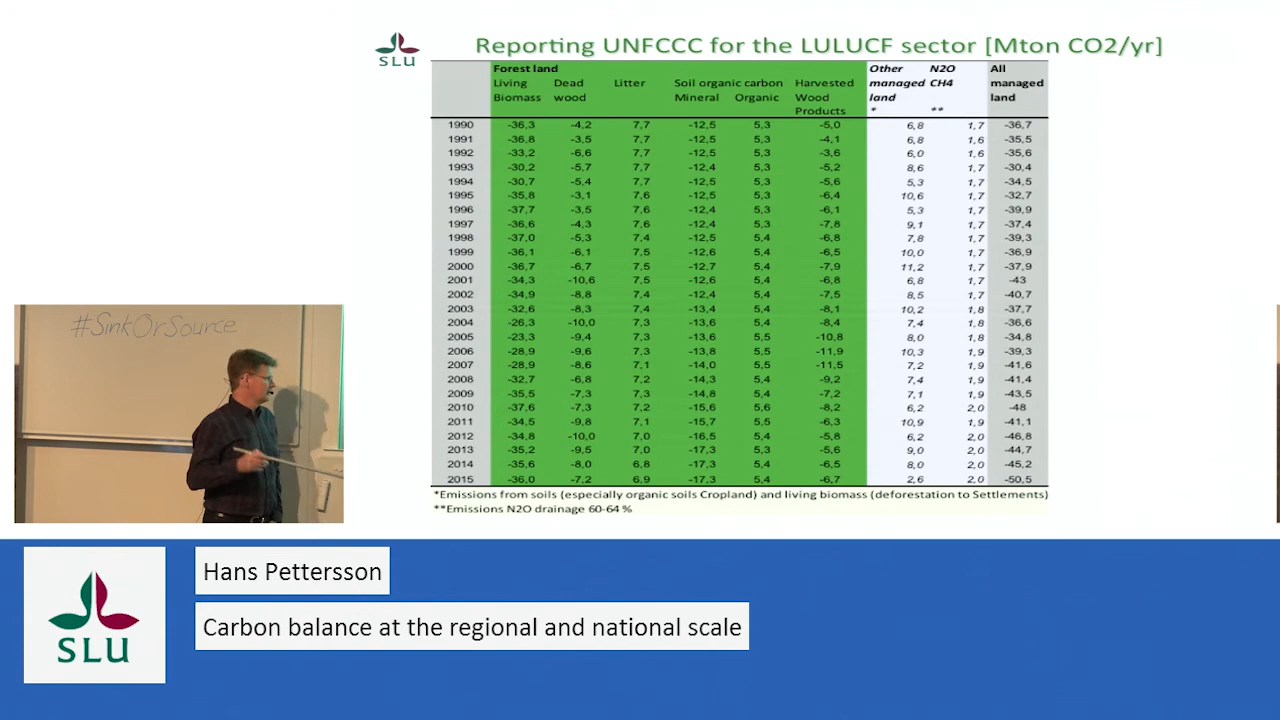 SLU
Reporting UNFCCC for the LULUCF sector [Mton CO2/yr]
Forest land Other N2O All
Living Dead Litter Soil organic carbon Harvested managed CH4 managed
Biomass wood Mineral Organic Wood land land
Products * **
1990 -36,3 -4,2 7,7 -12,5 5,3 -5,0 6,8 1,7 -36,7
1991 -36,8 -3,5 7,7 -12,5 5,3 -4,1 6,8 1,6 -35,5
1992 -33,2 -6,6 7,7 -12,5 5,3 -3,6 6,0 1,6 -35,6
1993 -30,2 -5,7 7,7 -12,4 5,3 -5,2 8,6 1,7 -30,4
1994 -30,7 -5,4 7,7 -12,5 5,3 -5,6 5,3 1,7 -34,5
1995 -35,8 -3,1 7,6 -12,5 5,3 -6,4 10,6 1,7 -32,7
1996 -37,7 -3,5 7,6 -12,4 5,3 -6,1 5,3 1,7 -39,9
1997 -36,6 -4,3 7,6 -12,4 5,3 -7,8 9,1 1,7 -37,4
1998 -37,0 -5,3 7,4 -12,5 5,4 -6,8 7,8 1,7 -39,3
1999 -36,1 -6,1 7,5 -12,6 5,4 -6,5 10,0 1,7 -36,9
2000 -36,7 -6,7 7,5 -12,7 5,4 -7,9 11,2 1,7 -37,9
2001 -34,3 -10,6 7,5 -12,6 5,4 -6,8 6,8 1,7 -43
2002 -34,9 -8,8 7,4 -12,4 5,4 -7,5 8,5 1,7 -40,7
2003 -32,6 -8,3 7,4 -13,4 5,4 -8,1 10,2 1,8 -37,7
2004 -26,3 -10,0 7,3 -13,6 5,4 -8,4 7,4 1,8 -36,6
2005 -23,3 -9,4 7,3 -13,6 5,5 -10,8 8,0 1,8 -34,8
2006 -28,9 -9,6 7,3 -13,8 5,5 -11,9 10,3 1,9 -39,3
2007 -28,9 -8,6 7,1 -14,0 5,5 -11,5 7,2 1,9 -41,6
2008 -32,7 -6,8 7,2 -14,3 5,4 -9,2 7,4 1,9 -41,4
2009 -35,5 -7,3 7,3 -14,8 5,4 -7,2 7,1 1,9 -43,5
2010 -37,6 -7,3 7,2 -15,6 5,6 -8,2 6,2 2,0 -48
2011 -34,5 -9,8 7,1 -15,7 5,5 -6,3 10,9 1,9 -41,1
2012 -34,8 -10,0 7,0 -16,5 5,4 -5,8 6,2 2,0 -46,8
2013 -35,2 -9,5 7,0 -17,3 5,3 -5,6 9,0 2,0 -44,7
2014 -35,6 -8,0 6,8 -17,3 5,4 -6,5 8,0 2,0 -45,2
2015 -36,0 -7,2 6,9 -17,3 5,4 -6,7 2,6 2,0 -50,5
*Emissions from soils (especially organic soils Cropland) and living biomass (deforestation to Settlements)
**Emissions N2O drainage 60-64 %
#SinkOrSource
SLU
Hans Pettersson
Carbon balance at the regional and national scale